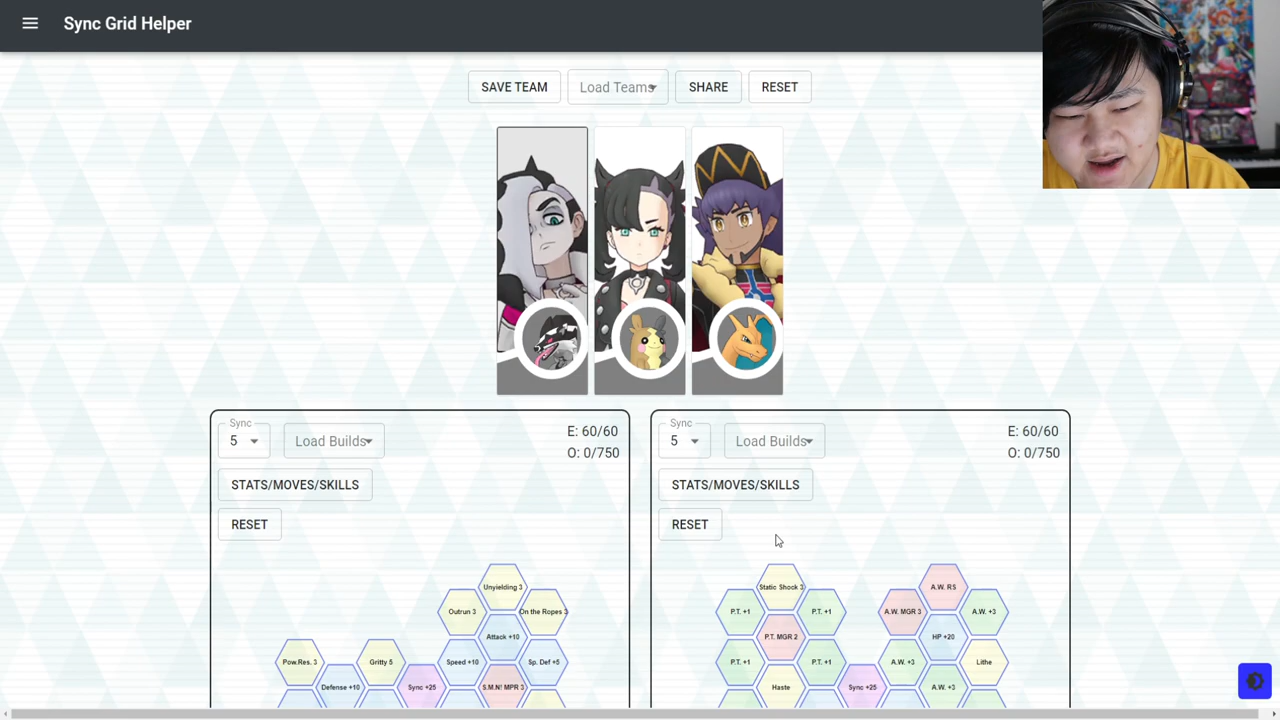 Sync Grid Helper
SAVE TEAM
Load Teams
SHARE
RESET
Sync
5
Load Builds
E: 60/60
O: 0/750
STATS/MOVES/SKILLS
RESET
Unyielding 3
Outrun 3
On the Ropes 3
Attack +10
Pow.Res. 3
Gritty 5
Speed +10
Sp. Def +5
Defense +10
Sync +25
S.M.N! MPR 3
Sync
5
Load Builds
E: 60/60
O: 0/750
STATS/MOVES/SKILLS
RESET
Static Shock 3
A.W. RS
P.T. +1
P.T. +1
A.W. MGR 3
A.W. +3
P.T. MGR 2
HP +20
P.T. +1
P.T. +1
A.W. +3
Lithe
Haste
Sync +25
A.W. +3